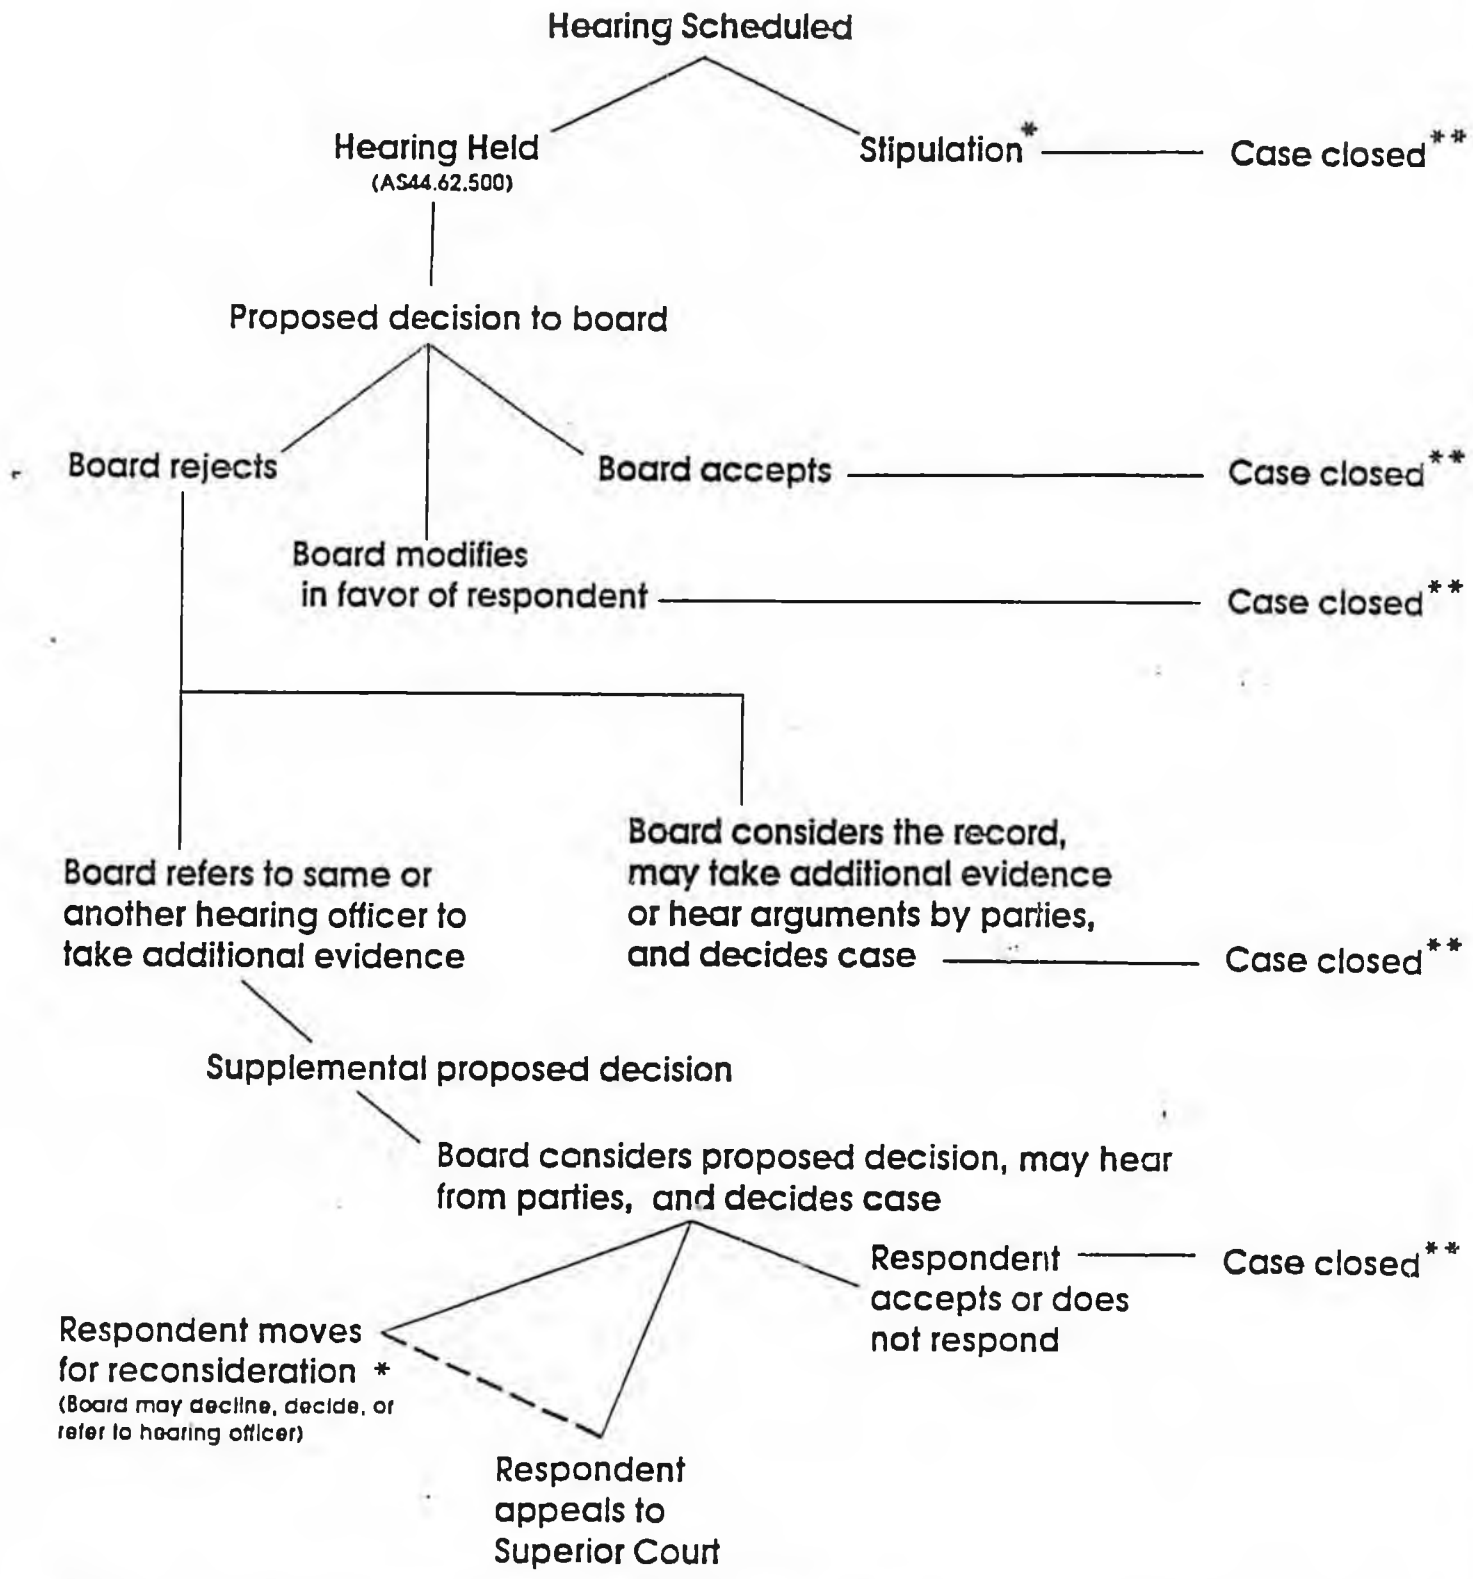 Hearing Scheduled
Hearing Held
(AS44.62.500)
Stipulation*
Case closed**
Proposed decision to board
Board rejects
Board accepts
Case closed**
Board modifies
in favor of respondent
Case closed**
Board refers to same or
another hearing officer to
take additional evidence
Board considers the record,
may take additional evidence
or hear arguments by parties,
and decides case
Case closed**
Supplemental proposed decision
Board considers proposed decision, may hear
from parties, and decides case
Respondent
accepts or does
not respond
Case closed**
Respondent moves
for reconsideration *
(Board may decline, decide, or
refer to hearing officer)
Respondent
appeals to
Superior Court